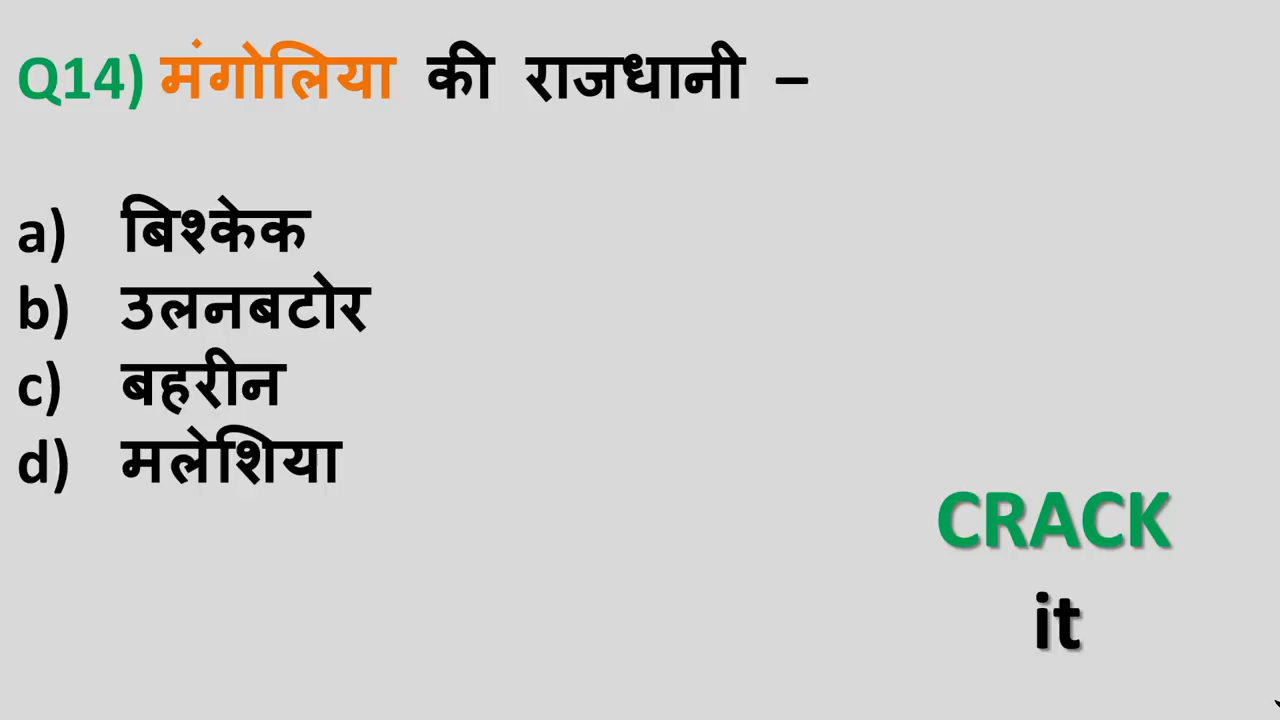 Q14) मंगोलिया की राजधानी –
a) बिश्केक
b) उलनबटोर
c) बहरीन
d) मलेशिया
CRACK
it